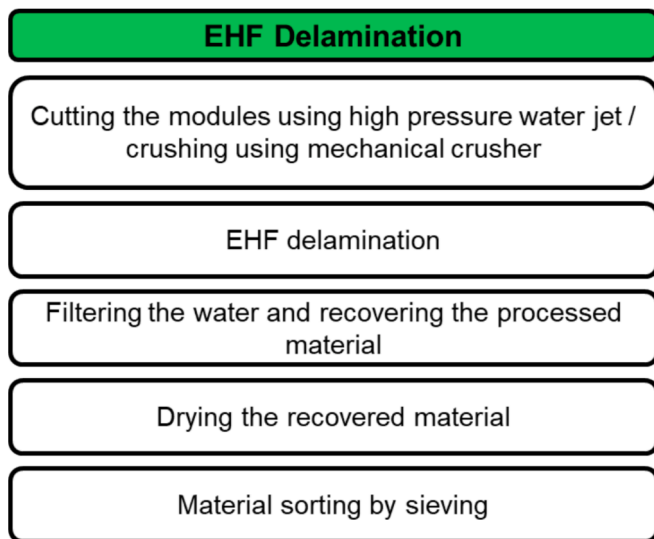 EHF Delamination
Cutting the modules using high pressure water jet /
crushing using mechanical crusher
EHF delamination
Filtering the water and recovering the processed
material
Drying the recovered material
Material sorting by sieving